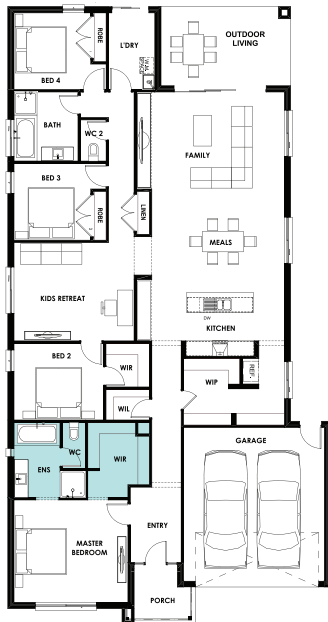 BED 4
ROBE
L'DRY
OUTDOOR
LIVING
BATH
WC 2
BED 3
ROBE
LINEN
FAMILY
MEALS
KIDS RETREAT
DW
KITCHEN
BED 2
WIR
WIL
WIP
REF.
ENS
WC
WIR
GARAGE
MASTER
BEDROOM
ENTRY
PORCH